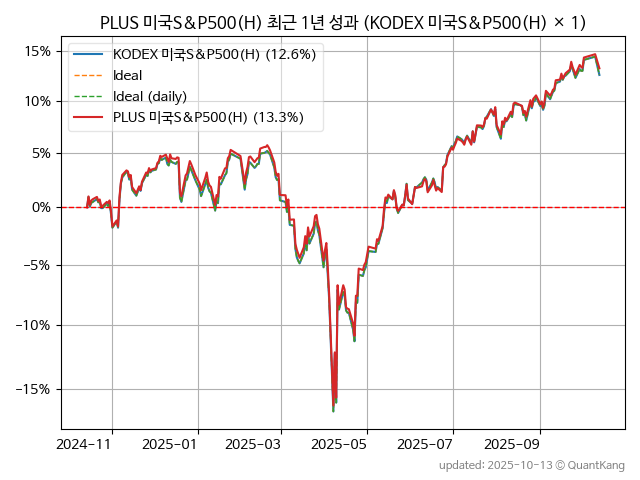 PLUS 미국S&P500(H) 최근 1년 성과 (KODEX 미국S&P500(H) × 1)
KODEX 미국S&P500(H) (12.6%)
Ideal
Ideal (daily)
PLUS 미국S&P500(H) (13.3%)
15%
10%
5%
0%
−5%
−10%
−15%
2024-11
2025-01
2025-03
2025-05
2025-07
2025-09
updated: 2025-10-13 © QuantKang